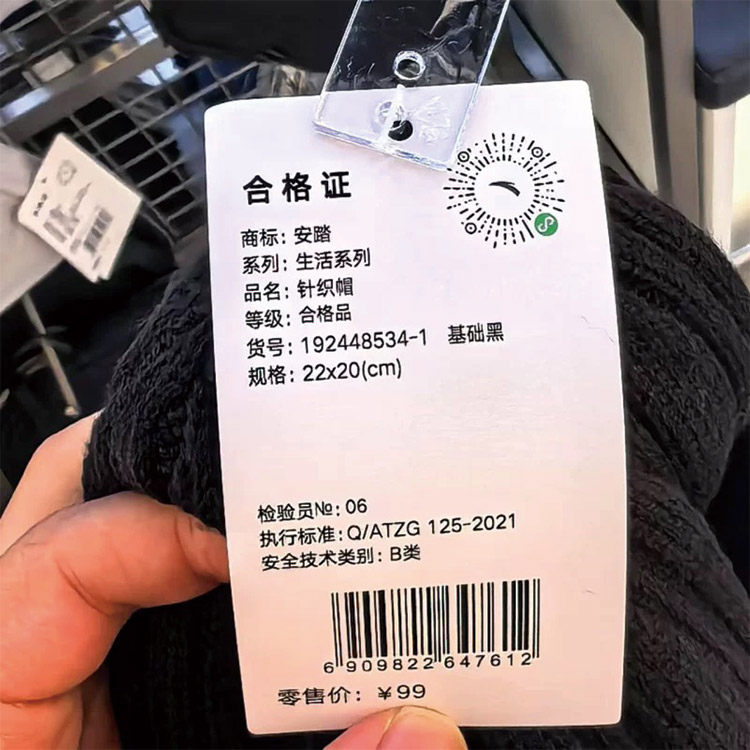 合格证
商标: 安踏
系列: 生活系列
品名: 针织帽
等级: 合格品
货号: 192448534-1 基础黑
规格: 22x20(cm)
检验员№: 06
执行标准: Q/ATZG 125-2021
安全技术类别: B类
6 909822 647612
零售价: ￥99